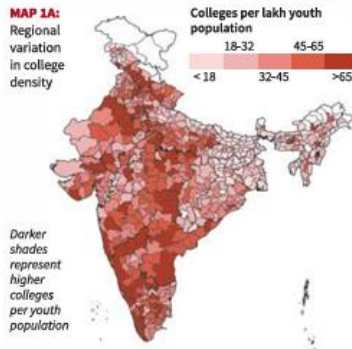 MAP 1A:
Regional
variation
in college
density
Colleges per lakh youth
population
18-32 45-65
< 18 32-45 >65
Darker
shades
represent
higher
colleges
per youth
population